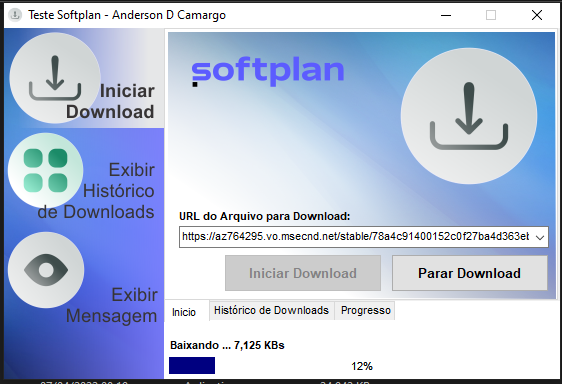 Teste Softplan - Anderson D Camargo
Iniciar
Download
Exibir
Histórico
de Downloads
Exibir
Mensagem
softplan
URL do Arquivo para Download:
https://az764295.vo.msecnd.net/stable/78a4c91400152c0f27ba4d363eb
Iniciar Download
Parar Download
Inicio
Histórico de Downloads
Progresso
Baixando ... 7,125 KBs
12%